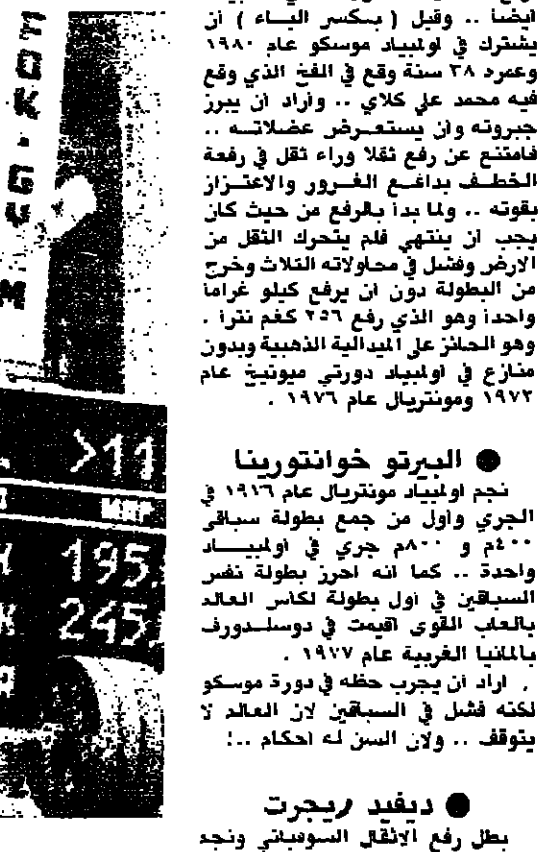 ايضا .. وقيل ( بكسر الياء ) ان
يشترك في اولمبياد موسكو عام ١٩٨٠
وعمره ٣٨ سنة وقع في الفخ الذي وقع
فيه محمد علي كلاي .. واراد ان يبرز
جبروته وان يستعرض عضلاته ..
فامتنع عن رفع ثقلا وراء ثقل في رفعة
الخطف بدافع الغرور والاعتزاز
بقوته .. ولما بدأ بالرفع من حيث كان
يجب ان ينتهي فلم يتحرك الثقل من
الارض وفشل في محاولاته الثلاث وخرج
من البطولة دون ان يرفع كيلو غراما
واحدا وهو الذي رفع ٢٥٦ كغم نترا .
وهو الحائز على الميدالية الذهبية وبدون
منازع في اولمبياد دورتي ميونيخ عام
١٩٧٢ ومونتريال عام ١٩٧٦ .
● البيرتو خوانتورينا
نجم اولمبياد مونتريال عام ١٩٧٦ في
الجري واول من جمع بطولة سباقي
٤٠٠م و ٨٠٠م جري في اولمبياد
واحدة .. كما انه احرز بطولة نفس
السباقين في اول بطولة لكاس العالم
بالعاب القوى اقيمت في دوسلدورف
بالمانيا الغربية عام ١٩٧٧ .
. اراد ان يجرب حظه في دورة موسكو
لكنه فشل في السباقين لان العالم لا
يتوقف .. ولان السن له احكام ..!
● ديفيد ريجرت
بطل رفع الاثقال السوفياتي ونجم
>11
195
245